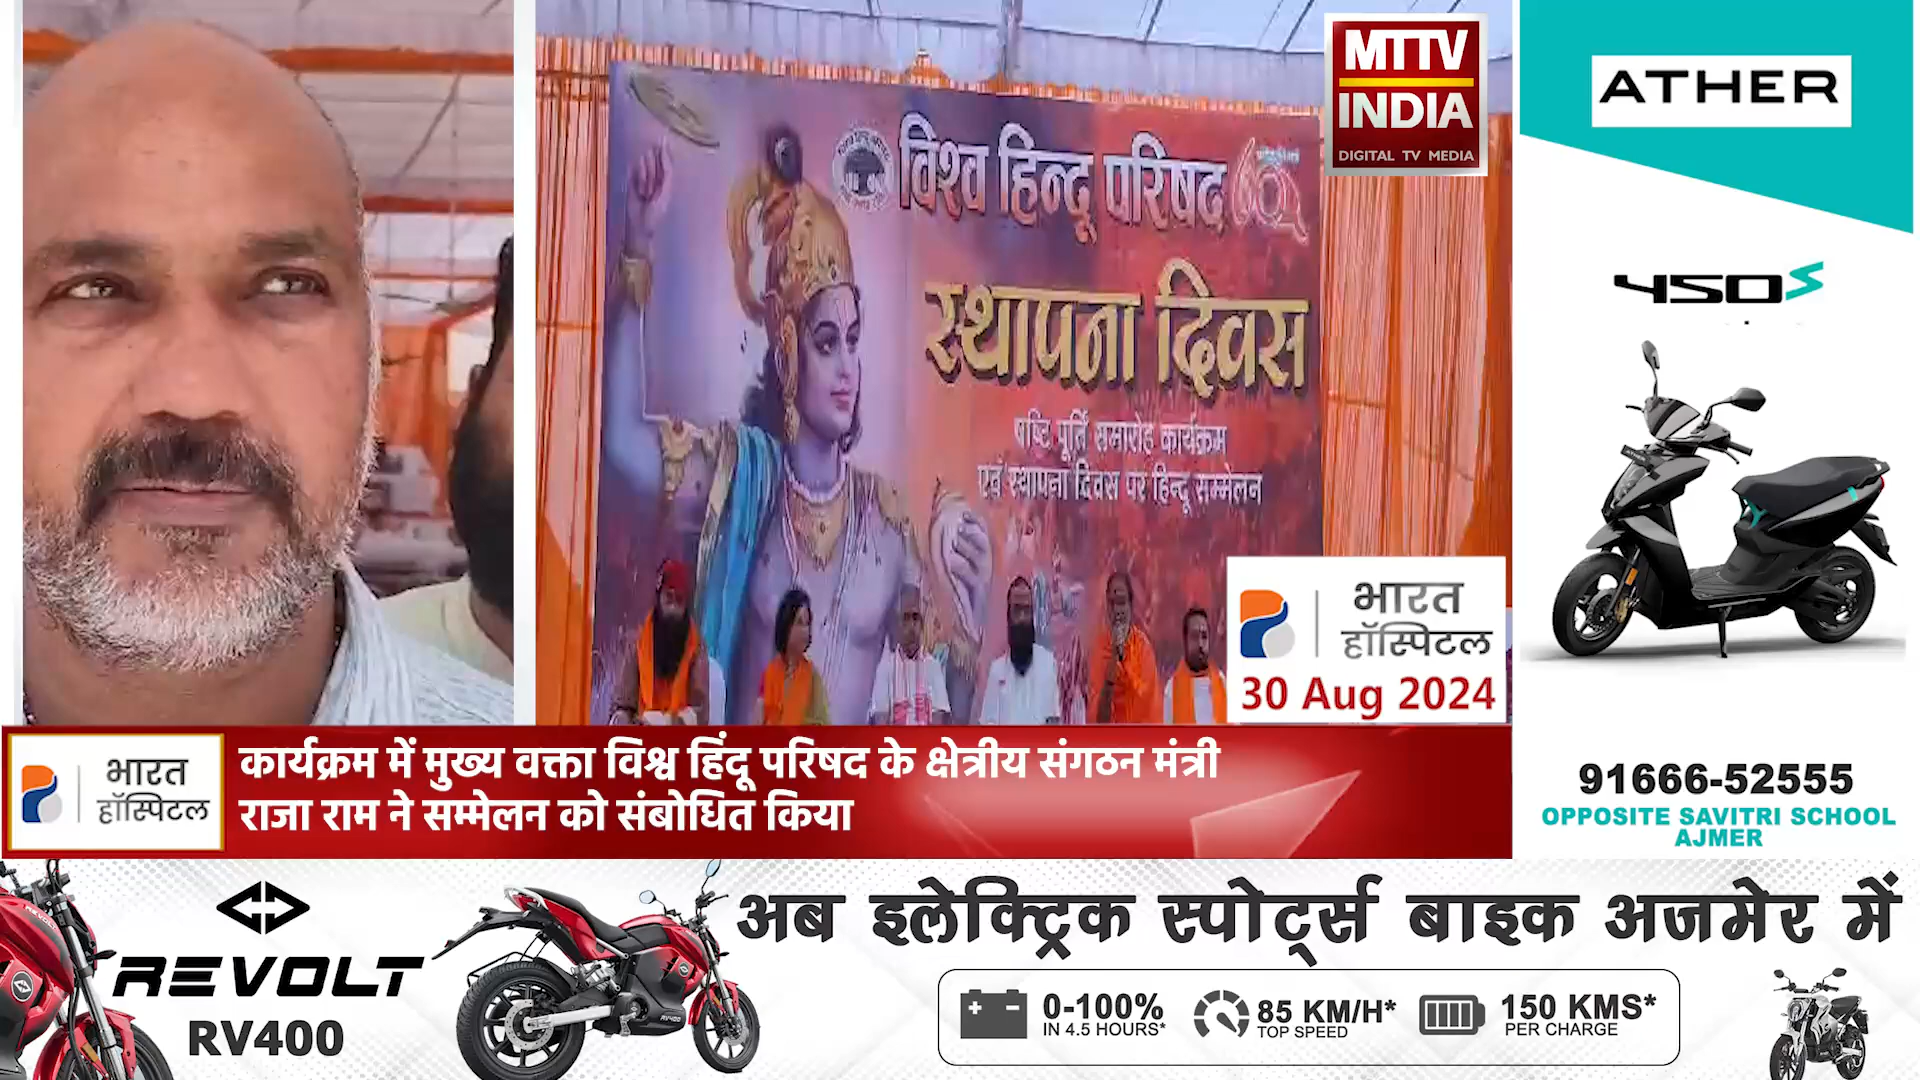 MTTV
INDIA
DIGITAL TV MEDIA
विश्व हिन्दू परिषद
स्थापना दिवस
षष्टि पूर्ति समारोह कार्यक्रम
एवं स्थापना दिवस पर हिन्दू सम्मेलन
भारत
हॉस्पिटल
30 Aug 2024
भारत
हॉस्पिटल
कार्यक्रम में मुख्य वक्ता विश्व हिंदू परिषद के क्षेत्रीय संगठन मंत्री
राजा राम ने सम्मेलन को संबोधित किया
ATHER
450S
91666-52555
OPPOSITE SAVITRI SCHOOL
AJMER
REVOLT
RV400
अब इलेक्ट्रिक स्पोर्ट्स बाइक अजमेर में
0-100%
IN 4.5 HOURS*
85 KM/H*
TOP SPEED
150 KMS*
PER CHARGE